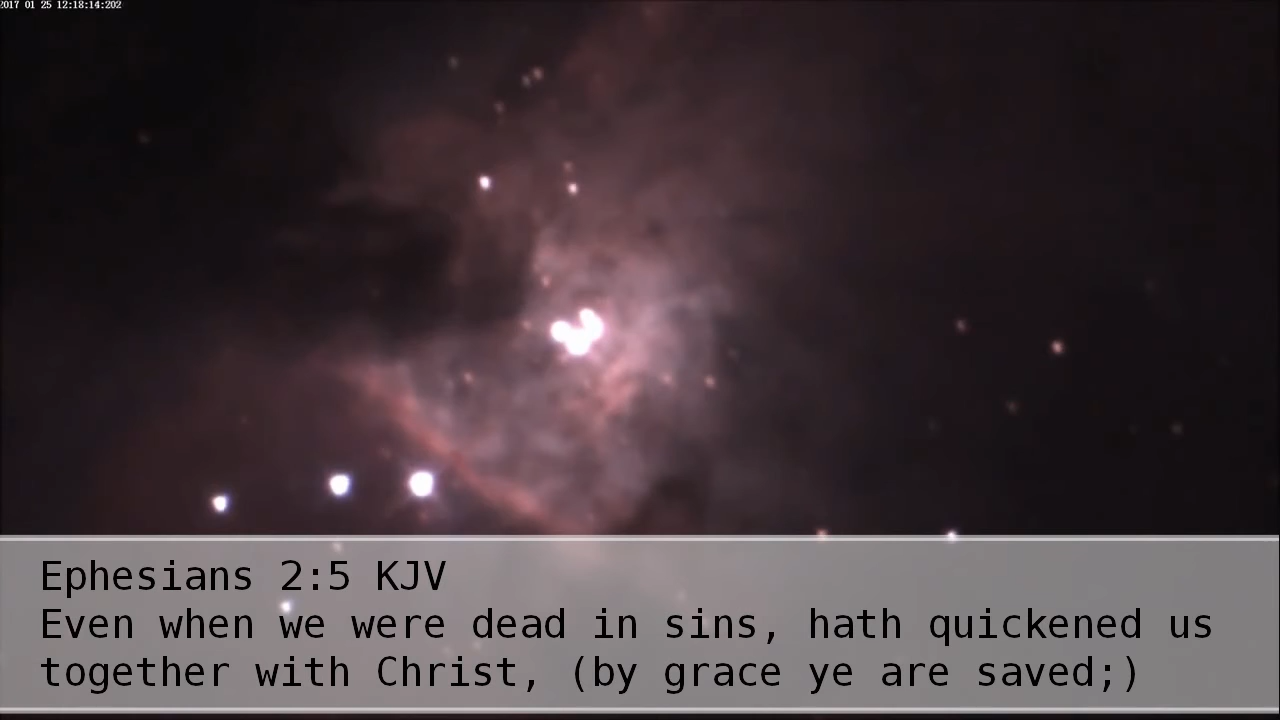 2017 01 25 12:18:14:202
Ephesians 2:5 KJV
Even when we were dead in sins, hath quickened us
together with Christ, (by grace ye are saved;)